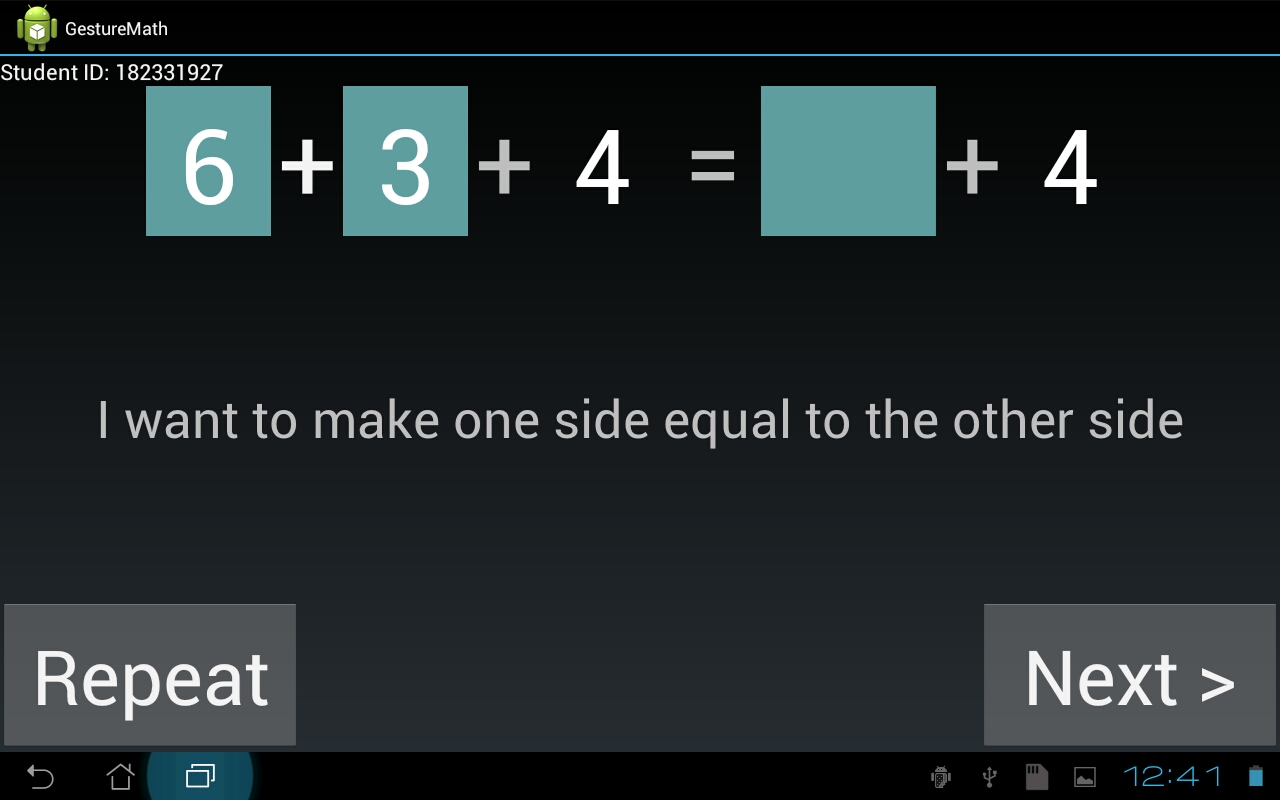 GestureMath
Student ID: 182331927
6 + 3 + 4 = + 4
I want to make one side equal to the other side
Repeat
Next >
12:41